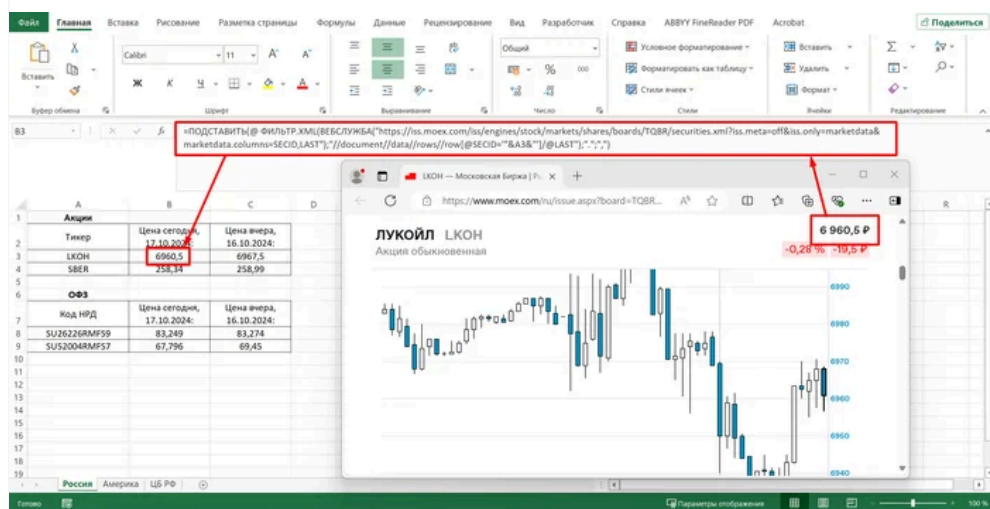 Файл Главная Вставка Рисование Разметка страницы Формулы Данные Рецензирование Вид Разработчик Справка ABBYY FineReader PDF Acrobat Поделиться
Calibri 11 Общий Условное форматирование Вставить
Вставить Ж К Ч % 000 Форматировать как таблицу Удалить
Стили ячеек Формат
Буфер обмена Шрифт Выравнивание Число Стили Ячейки Редактирование
B3 fx =ПОДСТАВИТЬ(@ ФИЛЬТР.XML(ВЕБСЛУЖБА("https://iss.moex.com/iss/engines/stock/markets/shares/boards/TQBR/securities.xml?iss.meta=off&iss.only=marketdata&
marketdata.columns=SECID,LAST");"//document//data//rows//row[@SECID='"&A3&"']/@LAST");".";",")
LKOH — Московская Биржа
https://www.moex.com/ru/issue.aspx?board=TQBR...
A B C D R
1 Акции
2 Тикер Цена сегодня, 17.10.2024: Цена вчера, 16.10.2024:
3 LKOH 6960,5 6967,5
4 SBER 258,34 258,99
5
6 ОФЗ
7 Код НРД Цена сегодня, 17.10.2024: Цена вчера, 16.10.2024:
8 SU26226RMFS9 83,249 83,274
9 SU52004RMFS7 67,796 69,45
10
11
12
13
14
15
16
17
18
19
ЛУКОЙЛ LKOH
Акция обыкновенная
6 960,5 ₽
-0,28 % -19,5 ₽
6990
6980
6970
6960
6950
6940
Россия Америка ЦБ РФ
Готово Параметры отображения 100 %